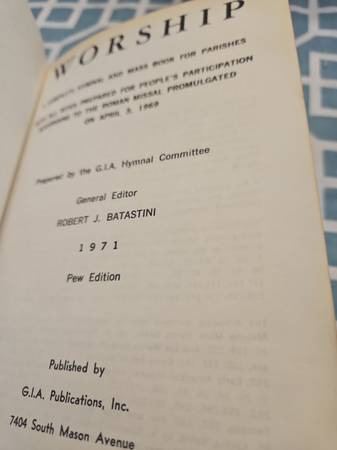 WORSHIP
A COMPLETE HYMNAL AND MASS BOOK FOR PARISHES
PREPARED FOR PEOPLE'S PARTICIPATION
ACCORDING TO THE ROMAN MISSAL PROMULGATED
ON APRIL 3, 1969
Prepared by the G.I.A. Hymnal Committee
General Editor
ROBERT J. BATASTINI
1971
Pew Edition
Published by
G.I.A. Publications, Inc.
7404 South Mason Avenue